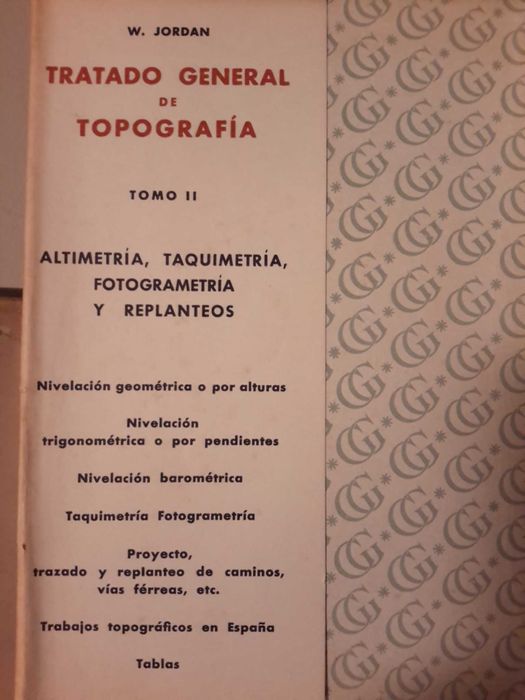 W. JORDAN
TRATADO GENERAL
DE
TOPOGRAFÍA
TOMO II
ALTIMETRÍA, TAQUIMETRÍA,
FOTOGRAMETRÍA
Y REPLANTEOS
Nivelación geométrica o por alturas
Nivelación
trigonométrica o por pendientes
Nivelación barométrica
Taquimetría Fotogrametría
Proyecto,
trazado y replanteo de caminos,
vías férreas, etc.
Trabajos topográficos en España
Tablas